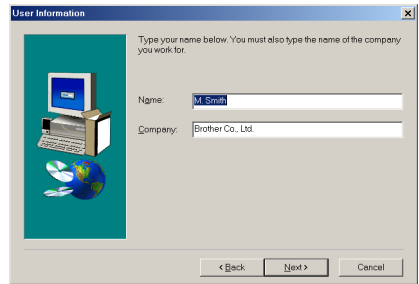 User Information
Type your name below. You must also type the name of the company
you work for.
Name: M. Smith
Company: Brother Co., Ltd.
< Back Next > Cancel